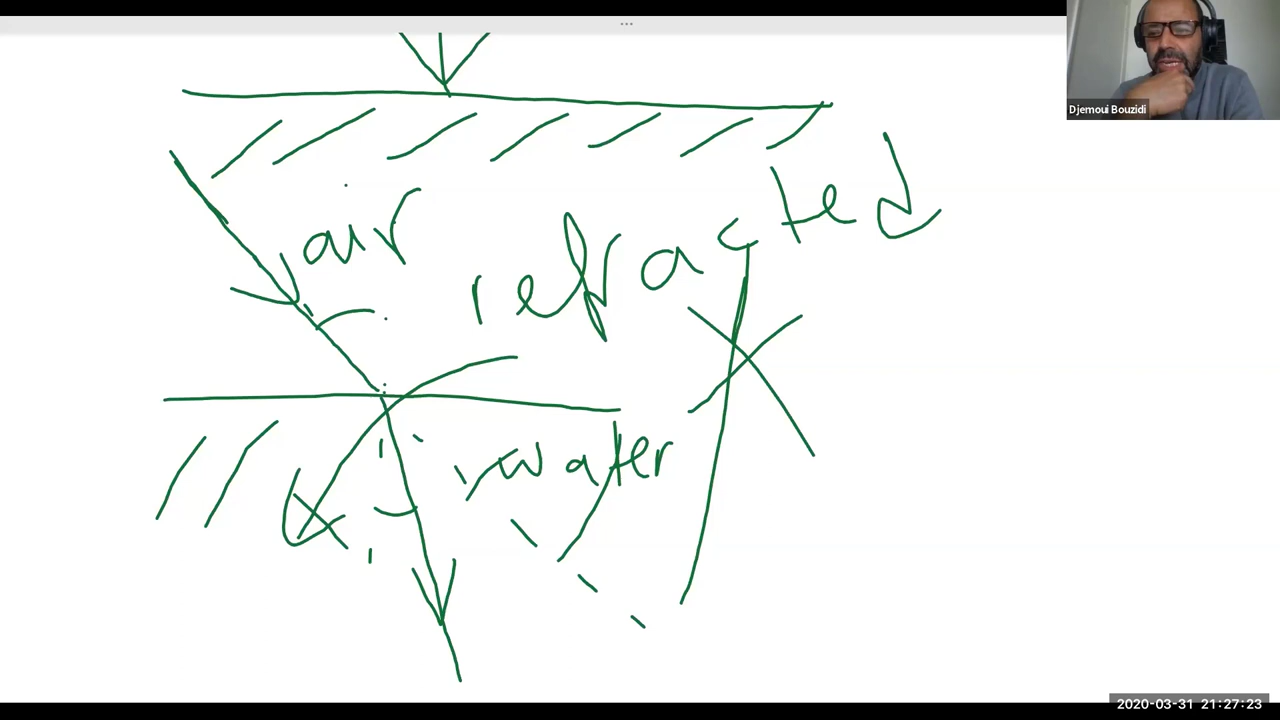 Djemoui Bouzidi
air
refracted
water
2020-03-31 21:27:23